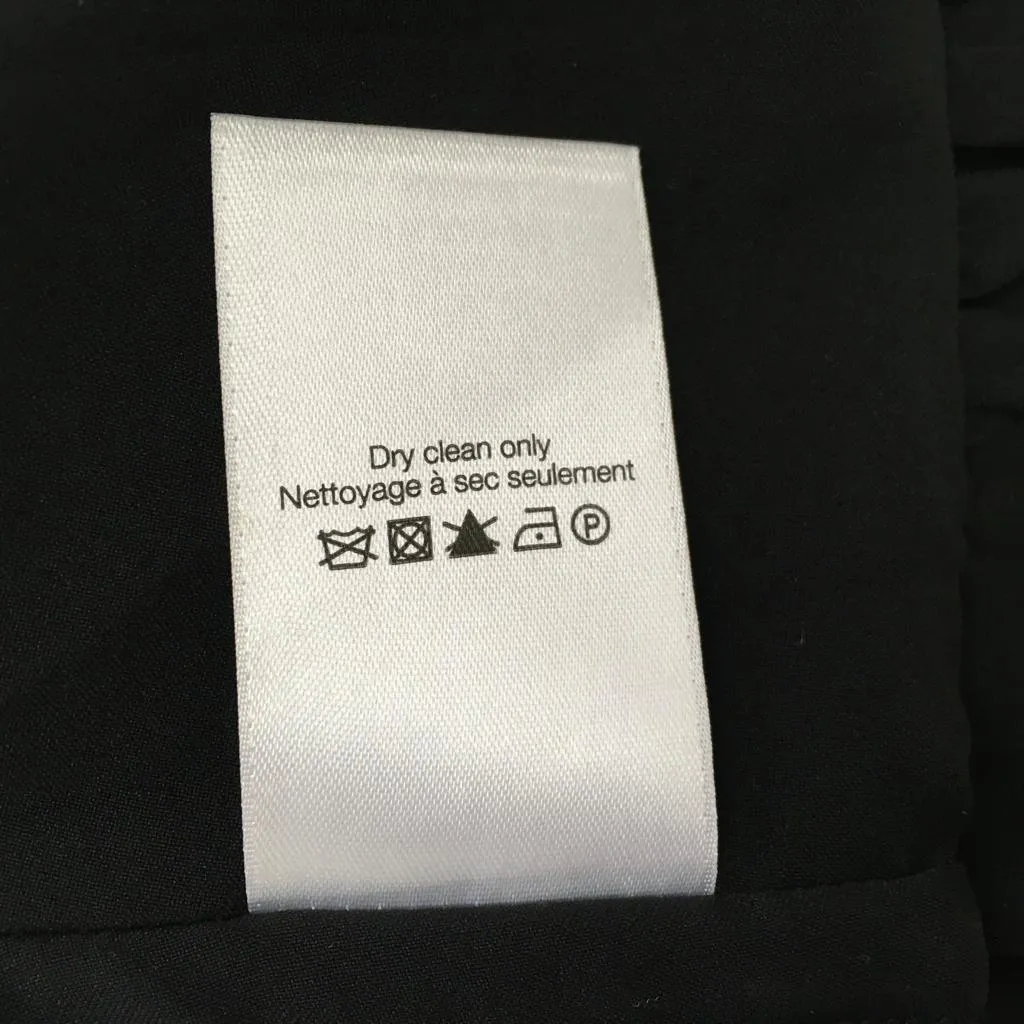 Dry clean only
Nettoyage à sec seulement
P